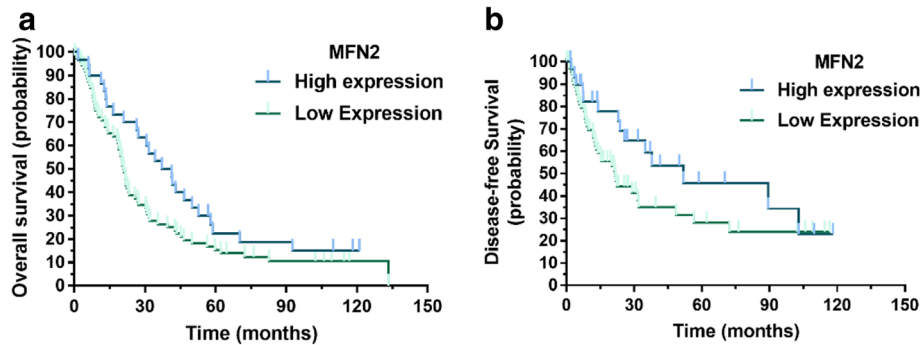 a
Overall survival (probability)
100
90
80
70
60
50
40
30
20
10
0
0 30 60 90 120 150
Time (months)
MFN2
High expression
Low Expression
b
Disease-free Survival
(probability)
100
90
80
70
60
50
40
30
20
10
0
0 30 60 90 120 150
Time (months)
MFN2
High expression
Low Expression